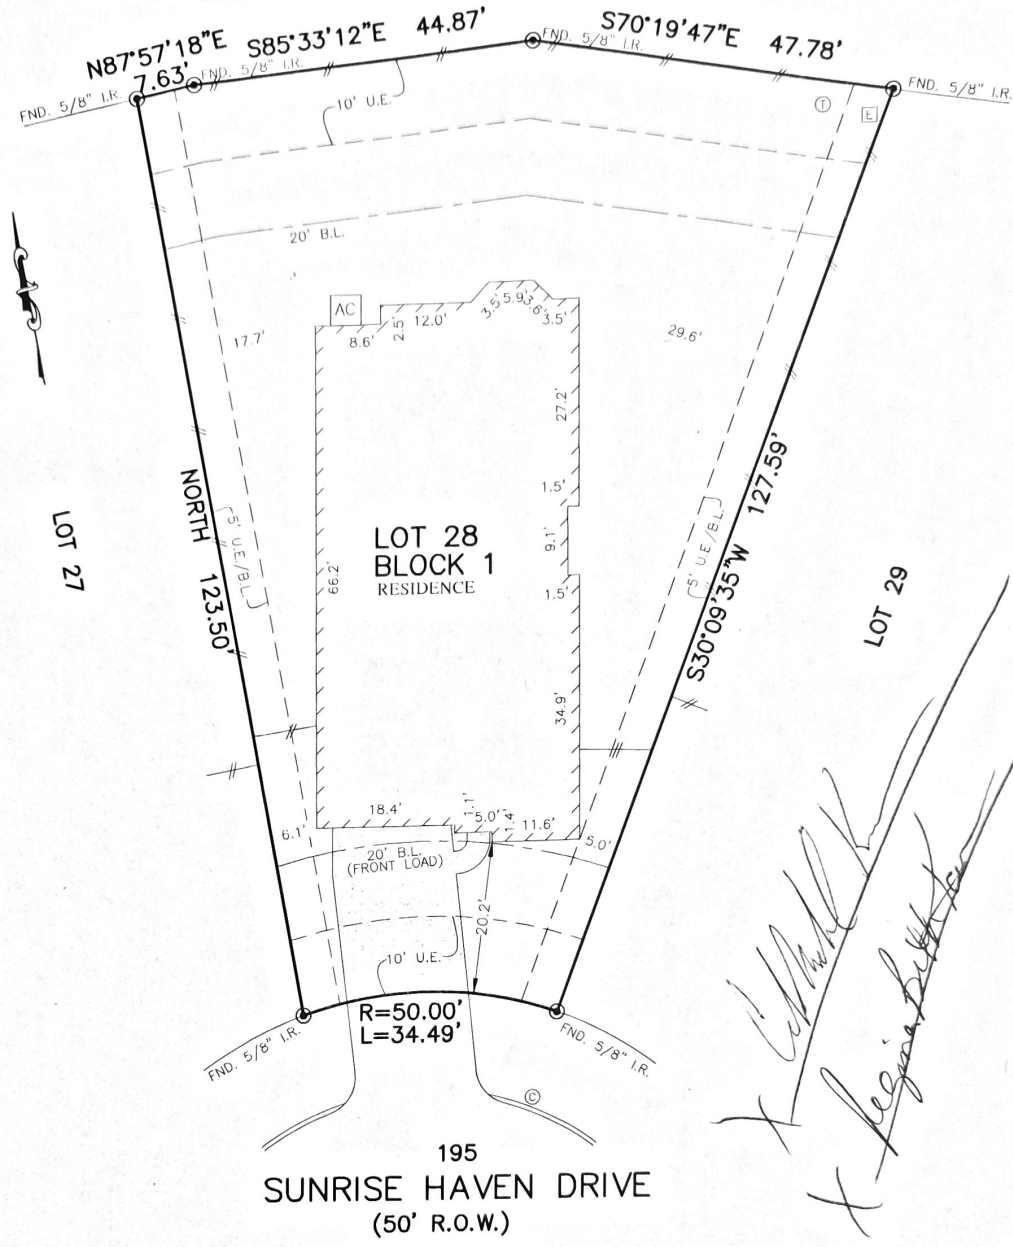 N87°57'18"E
7.63'
S85°33'12"E 44.87'
S70°19'47"E 47.78'
FND. 5/8" I.R.
FND. 5/8" I.R.
FND. 5/8" I.R.
FND. 5/8" I.R.
10' U.E.
T
E
20' B.L.
AC
17.7'
8.6'
2.5'
12.0'
3.5'
5.9'
3.6'
3.5'
29.6'
27.2'
LOT 27
NORTH 123.50'
5' U.E./B.L.
66.2'
LOT 28
BLOCK 1
RESIDENCE
1.5'
9.1'
1.5'
34.9'
5' U.E./B.L.
S30°09'35"W 127.59'
LOT 29
6.1'
18.4'
1.1'
5.0'
1.4'
11.6'
5.0'
20' B.L.
(FRONT LOAD)
20.2'
10' U.E.
R=50.00'
L=34.49'
FND. 5/8" I.R.
FND. 5/8" I.R.
C
X
X
195
SUNRISE HAVEN DRIVE
(50' R.O.W.)